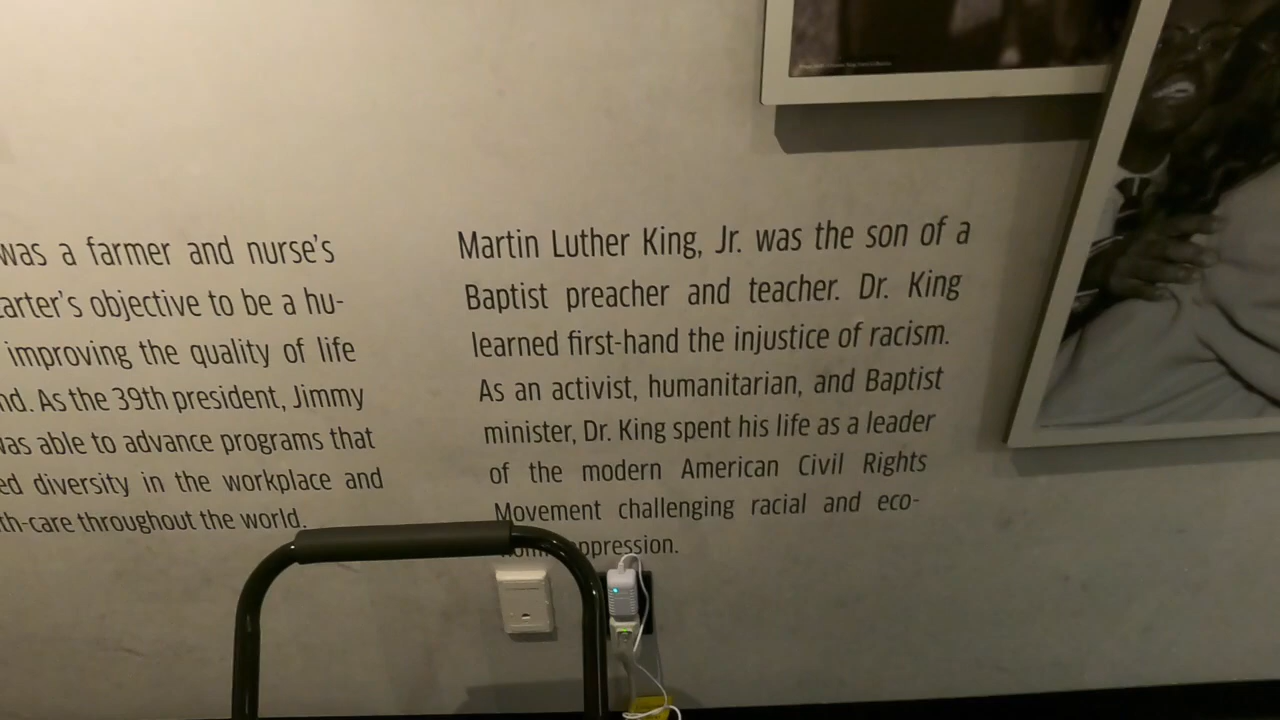 was a farmer and nurse's
arter's objective to be a hu-
improving the quality of life
nd. As the 39th president, Jimmy
was able to advance programs that
ed diversity in the workplace and
th-care throughout the world.
Martin Luther King, Jr. was the son of a
Baptist preacher and teacher. Dr. King
learned first-hand the injustice of racism.
As an activist, humanitarian, and Baptist
minister, Dr. King spent his life as a leader
of the modern American Civil Rights
Movement challenging racial and eco-
oppression.